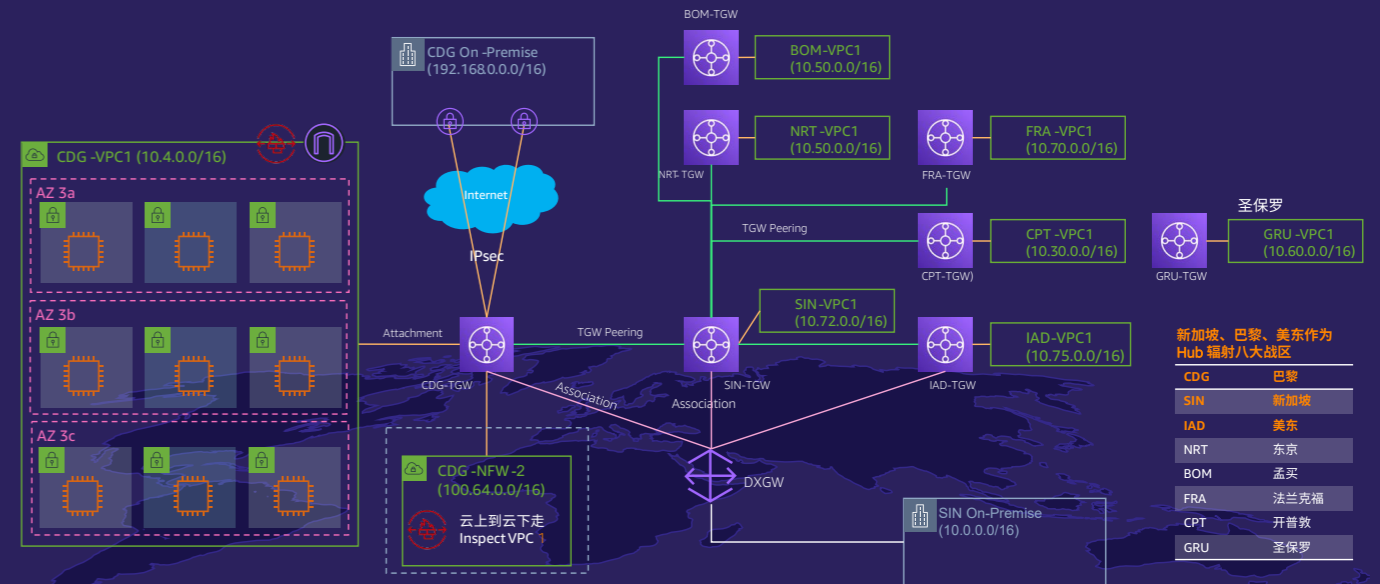 BOM-TGW
CDG On -Premise
(192.168.0.0.0/16)
BOM-VPC1
(10.50.0.0/16)
NRT -VPC1
(10.50.0.0/16)
FRA -VPC1
(10.70.0.0/16)
CDG -VPC1 (10.4.0.0/16)
NRT- TGW
FRA-TGW
AZ 3a
Internet
圣保罗
TGW Peering
CPT -VPC1
(10.30.0.0/16)
GRU -VPC1
(10.60.0.0/16)
IPsec
CPT-TGW)
GRU-TGW
AZ 3b
SIN-VPC1
(10.72.0.0/16)
Attachment
TGW Peering
IAD-VPC1
(10.75.0.0/16)
新加坡、巴黎、美东作为
Hub 辐射八大战区
CDG-TGW
SIN-TGW
IAD-TGW
Association
Association
CDG 巴黎
SIN 新加坡
IAD 美东
NRT 东京
BOM 孟买
FRA 法兰克福
CPT 开普敦
GRU 圣保罗
AZ 3c
CDG -NFW -2
(100.64.0.0/16)
云上到云下走
Inspect VPC 1
DXGW
SIN On-Premise
(10.0.0.0/16)